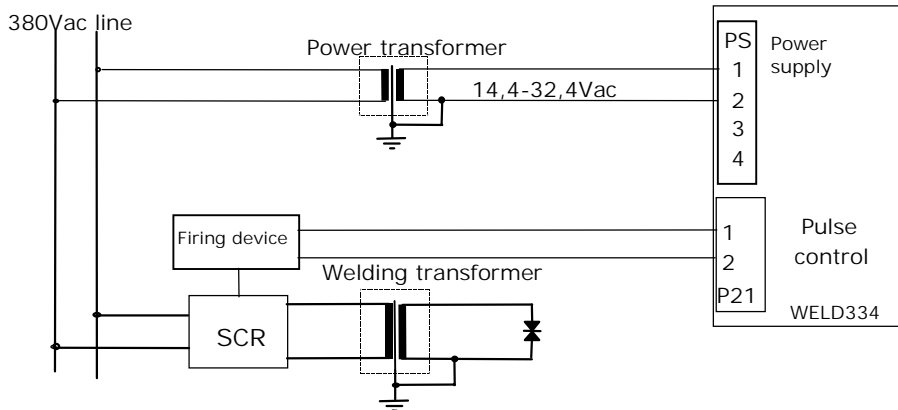 380Vac line
Power transformer
14,4-32,4Vac
PS
1
2
3
4
Power
supply
Firing device
Welding transformer
SCR
1
2
P21
Pulse
control
WELD334